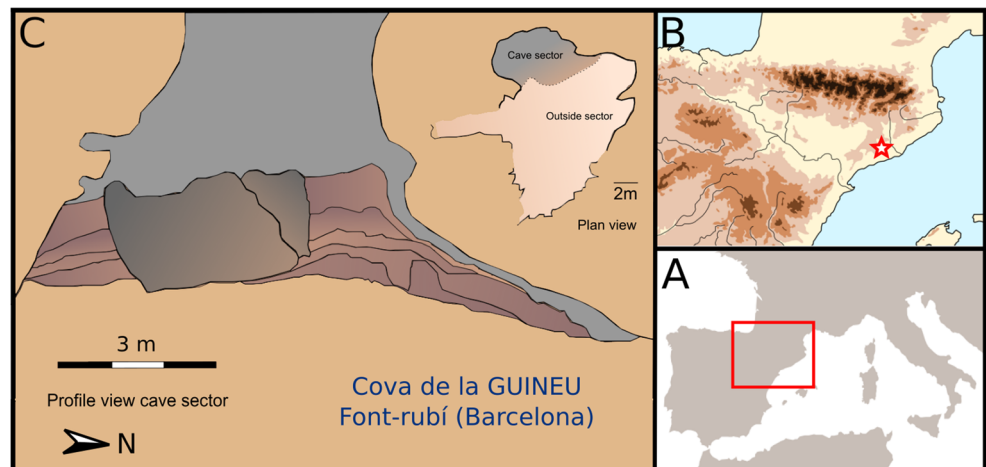 C
Cave sector
Outside sector
2m
Plan view
3 m
Profile view cave sector
N
Cova de la GUINEU
Font-rubí (Barcelona)
B
A